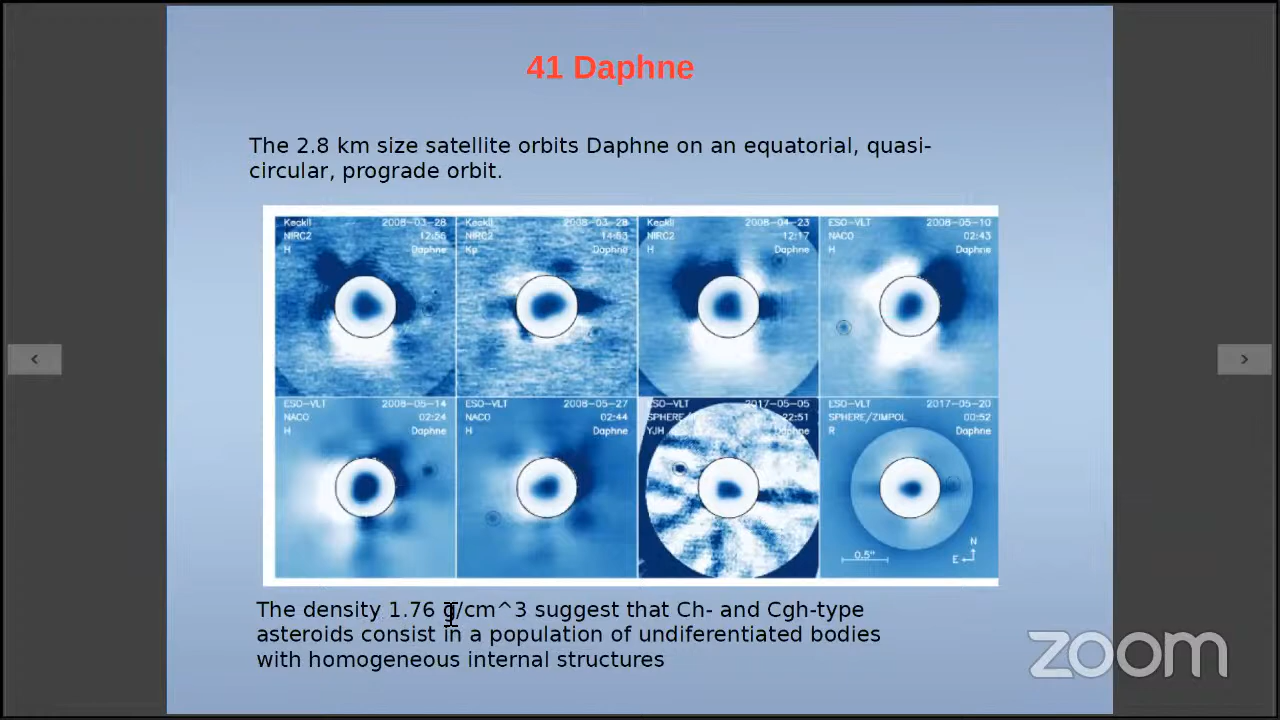 41 Daphne
The 2.8 km size satellite orbits Daphne on an equatorial, quasi-
circular, prograde orbit.
KeckII 2008-03-28
NIRC2 12:56
H Daphne
KeckII 2008-03-28
NIRC2 14:53
Kp Daphne
KeckII 2008-04-23
NIRC2 12:17
H Daphne
ESO-VLT 2008-05-10
NACO 02:43
H Daphne
ESO-VLT 2008-05-14
NACO 02:24
H Daphne
ESO-VLT 2008-05-27
NACO 02:44
H Daphne
ESO-VLT 2017-05-05
22:51
YJH Daphne
ESO-VLT 2017-05-20
SPHERE/ZIMPOL 00:52
R Daphne
0.5"
N
E
The density 1.76 g/cm^3 suggest that Ch- and Cgh-type
asteroids consist in a population of undiferentiated bodies
with homogeneous internal structures
zoom